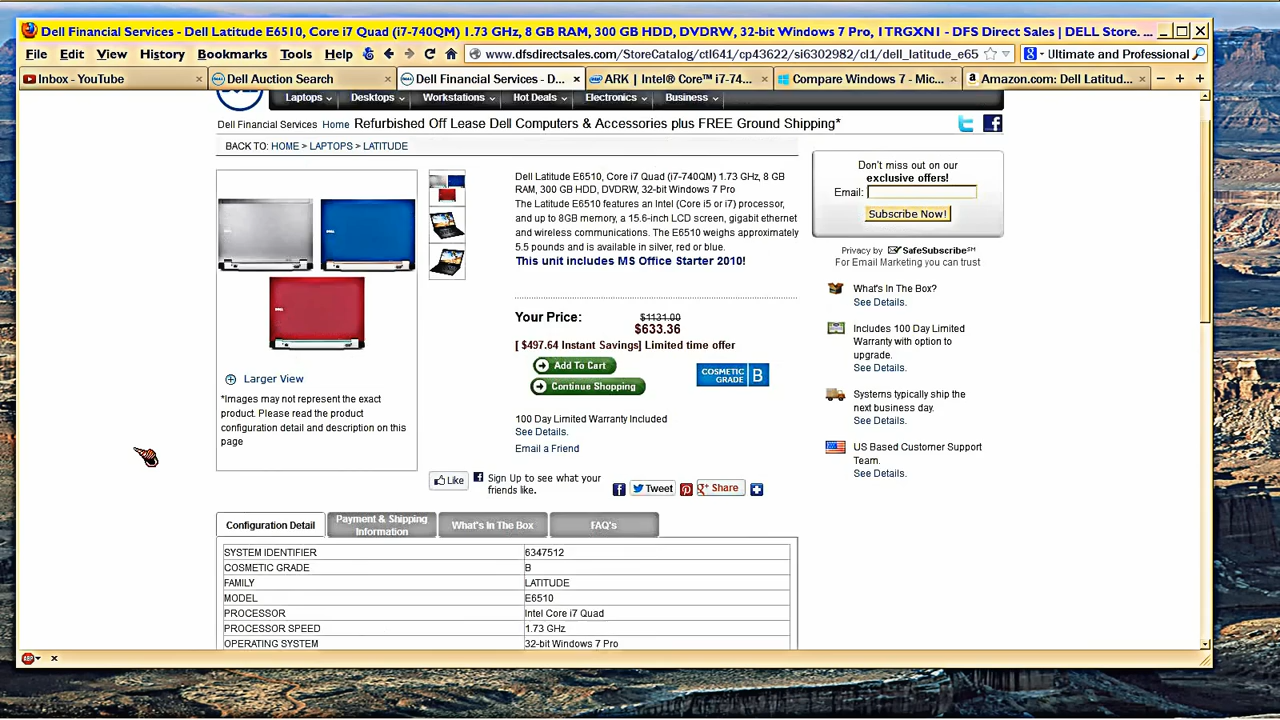 Dell Financial Services - Dell Latitude E6510, Core i7 Quad (i7-740QM) 1.73 GHz, 8 GB RAM, 300 GB HDD, DVDRW, 32-bit Windows 7 Pro, 1TRGXN1 - DFS Direct Sales | DELL Store. ...
File Edit View History Bookmarks Tools Help
www.dfsdirectsales.com/StoreCatalog/ctl641/cp43622/si6302982/cl1/dell_latitude_e65
Ultimate and Professional
Inbox - YouTube
Dell Auction Search
Dell Financial Services - D...
ARK | Intel® Core™ i7-74...
Compare Windows 7 - Mic...
Amazon.com: Dell Latitud...
Laptops Desktops Workstations Hot Deals Electronics Business
Dell Financial Services Home Refurbished Off Lease Dell Computers & Accessories plus FREE Ground Shipping*
BACK TO: HOME > LAPTOPS > LATITUDE
Larger View
*Images may not represent the exact
product. Please read the product
configuration detail and description on this
page
Dell Latitude E6510, Core i7 Quad (i7-740QM) 1.73 GHz, 8 GB
RAM, 300 GB HDD, DVDRW, 32-bit Windows 7 Pro
The Latitude E6510 features an Intel (Core i5 or i7) processor,
and up to 8GB memory, a 15.6-inch LCD screen, gigabit ethernet
and wireless communications. The E6510 weighs approximately
5.5 pounds and is available in silver, red or blue.
This unit includes MS Office Starter 2010!
Your Price: $1131.00
$633.36
[ $497.64 Instant Savings] Limited time offer
Add To Cart
Continue Shopping
COSMETIC
GRADE B
100 Day Limited Warranty Included
See Details.
Email a Friend
Like
Sign Up to see what your
friends like.
Tweet
Share
Don't miss out on our
exclusive offers!
Email:
Subscribe Now!
Privacy by SafeSubscribe℠
For Email Marketing you can trust
What's In The Box?
See Details.
Includes 100 Day Limited
Warranty with option to
upgrade.
See Details.
Systems typically ship the
next business day.
See Details.
US Based Customer Support
Team.
See Details.
Configuration Detail
Payment & Shipping
Information
What's In The Box
FAQ's
SYSTEM IDENTIFIER 6347512
COSMETIC GRADE B
FAMILY LATITUDE
MODEL E6510
PROCESSOR Intel Core i7 Quad
PROCESSOR SPEED 1.73 GHz
OPERATING SYSTEM 32-bit Windows 7 Pro